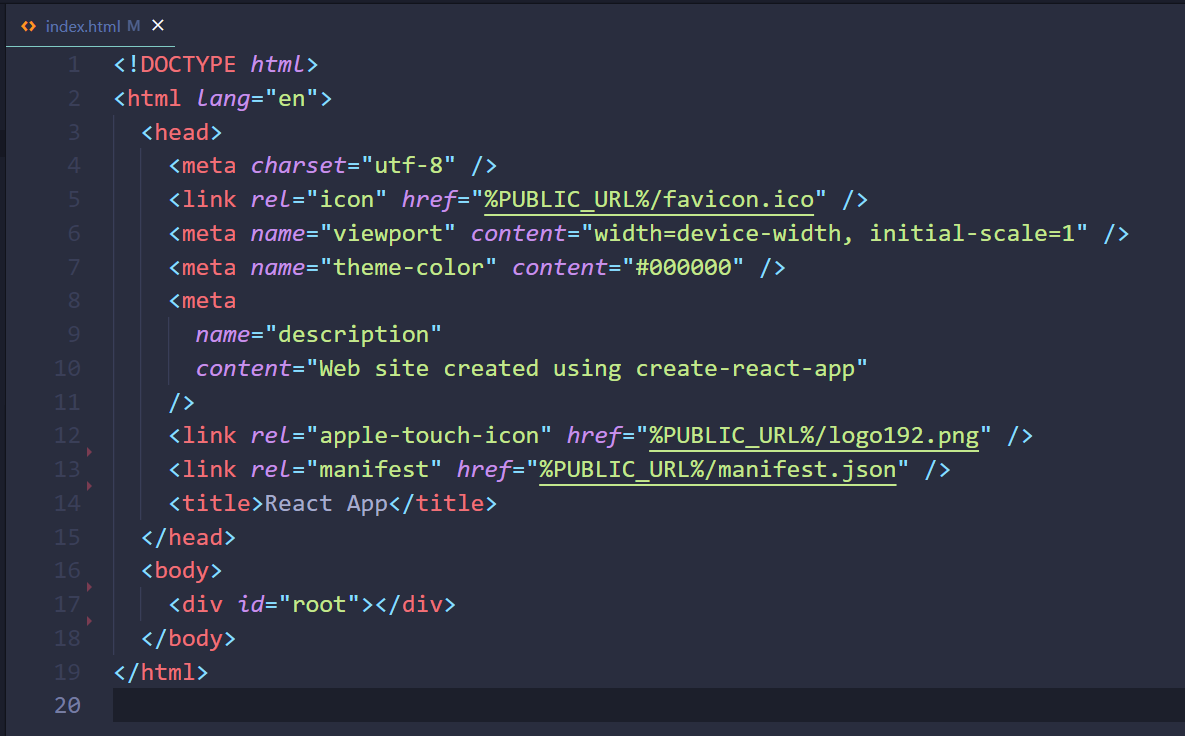 index.html M
1 <!DOCTYPE html>
2 <html lang="en">
3   <head>
4     <meta charset="utf-8" />
5     <link rel="icon" href="%PUBLIC_URL%/favicon.ico" />
6     <meta name="viewport" content="width=device-width, initial-scale=1" />
7     <meta name="theme-color" content="#000000" />
8     <meta
9       name="description"
10       content="Web site created using create-react-app"
11     />
12     <link rel="apple-touch-icon" href="%PUBLIC_URL%/logo192.png" />
13     <link rel="manifest" href="%PUBLIC_URL%/manifest.json" />
14     <title>React App</title>
15   </head>
16   <body>
17     <div id="root"></div>
18   </body>
19 </html>
20